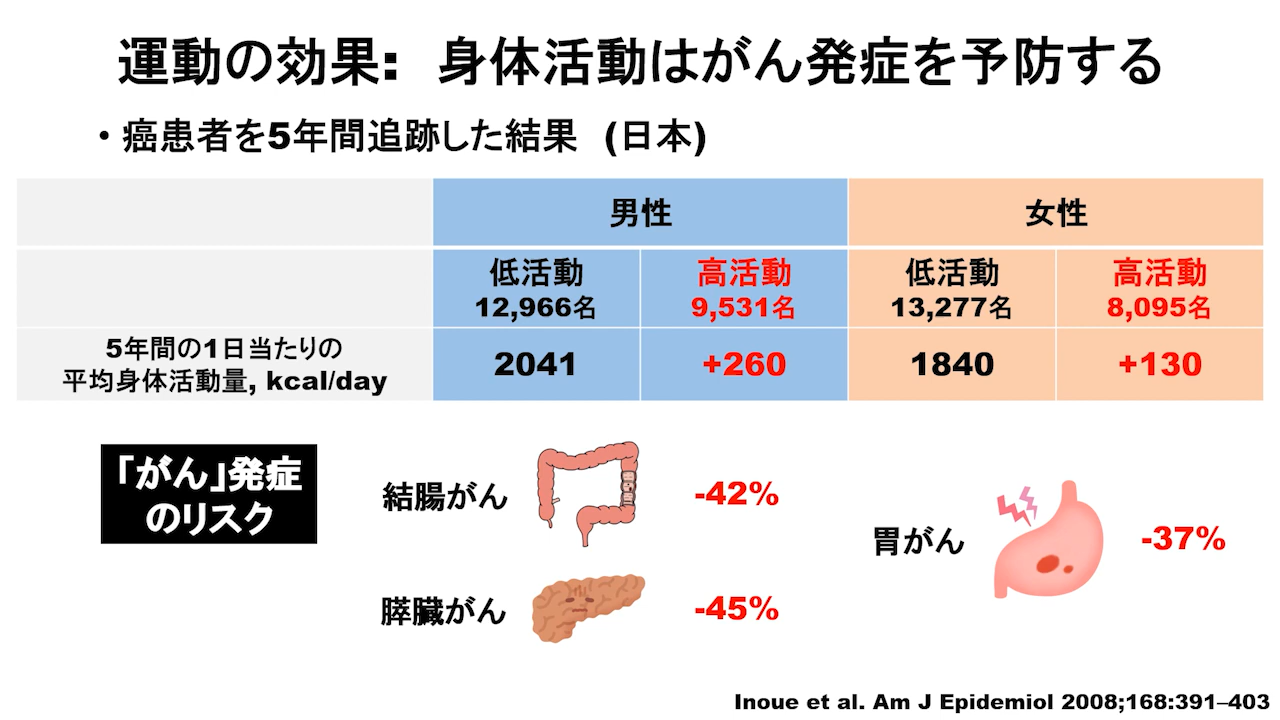 運動の効果: 身体活動はがん発症を予防する
・癌患者を5年間追跡した結果 (日本)
男性 女性
低活動 高活動 低活動 高活動
12,966名 9,531名 13,277名 8,095名
5年間の1日当たりの
平均身体活動量, kcal/day
2041 +260 1840 +130
「がん」発症
のリスク
結腸がん -42%
胃がん -37%
膵臓がん -45%
Inoue et al. Am J Epidemiol 2008;168:391–403